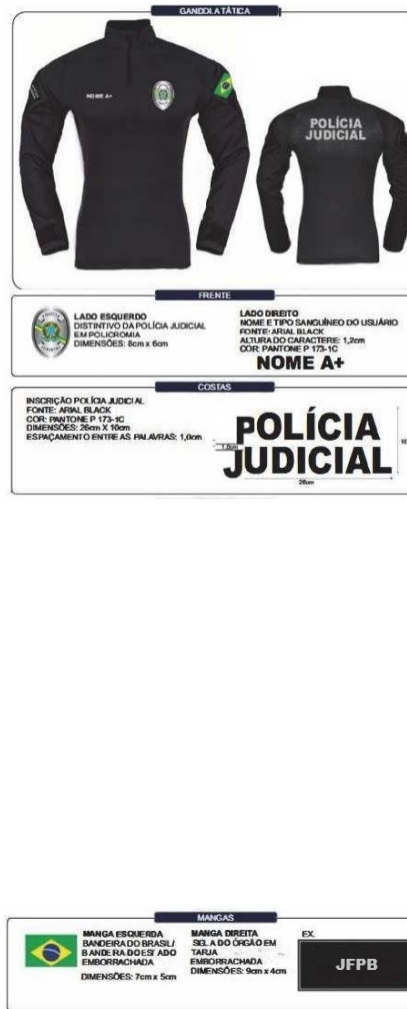 GANDOLA TÁTICA
NOME A+
POLÍCIA
JUDICIAL
FRENTE
LADO ESQUERDO
DISTINTIVO DA POLÍCIA JUDICIAL
EM POLICROMIA
DIMENSÕES: 8cm x 6cm
LADO DIREITO
NOME E TIPO SANGUÍNEO DO USUÁRIO
FONTE: ARIAL BLACK
ALTURA DO CARACTERE: 1,2cm
COR: PANTONE P 173-1C
NOME A+
COSTAS
INSCRIÇÃO POLÍCIA JUDICIAL
FONTE: ARIAL BLACK
COR: PANTONE P 173-1C
DIMENSÕES: 26cm X 10cm
ESPAÇAMENTO ENTRE AS PALAVRAS: 1,0cm
POLÍCIA
JUDICIAL
1,0cm
10
26cm
MANGAS
MANGA ESQUERDA
BANDEIRA DO BRASIL/
BANDEIRA DO ESTADO
EMBORRACHADA
DIMENSÕES: 7cm x 5cm
MANGA DIREITA
SIGLA DO ÓRGÃO EM
TARJA
EMBORRACHADA
DIMENSÕES: 9cm x 4cm
EX.
JFPB